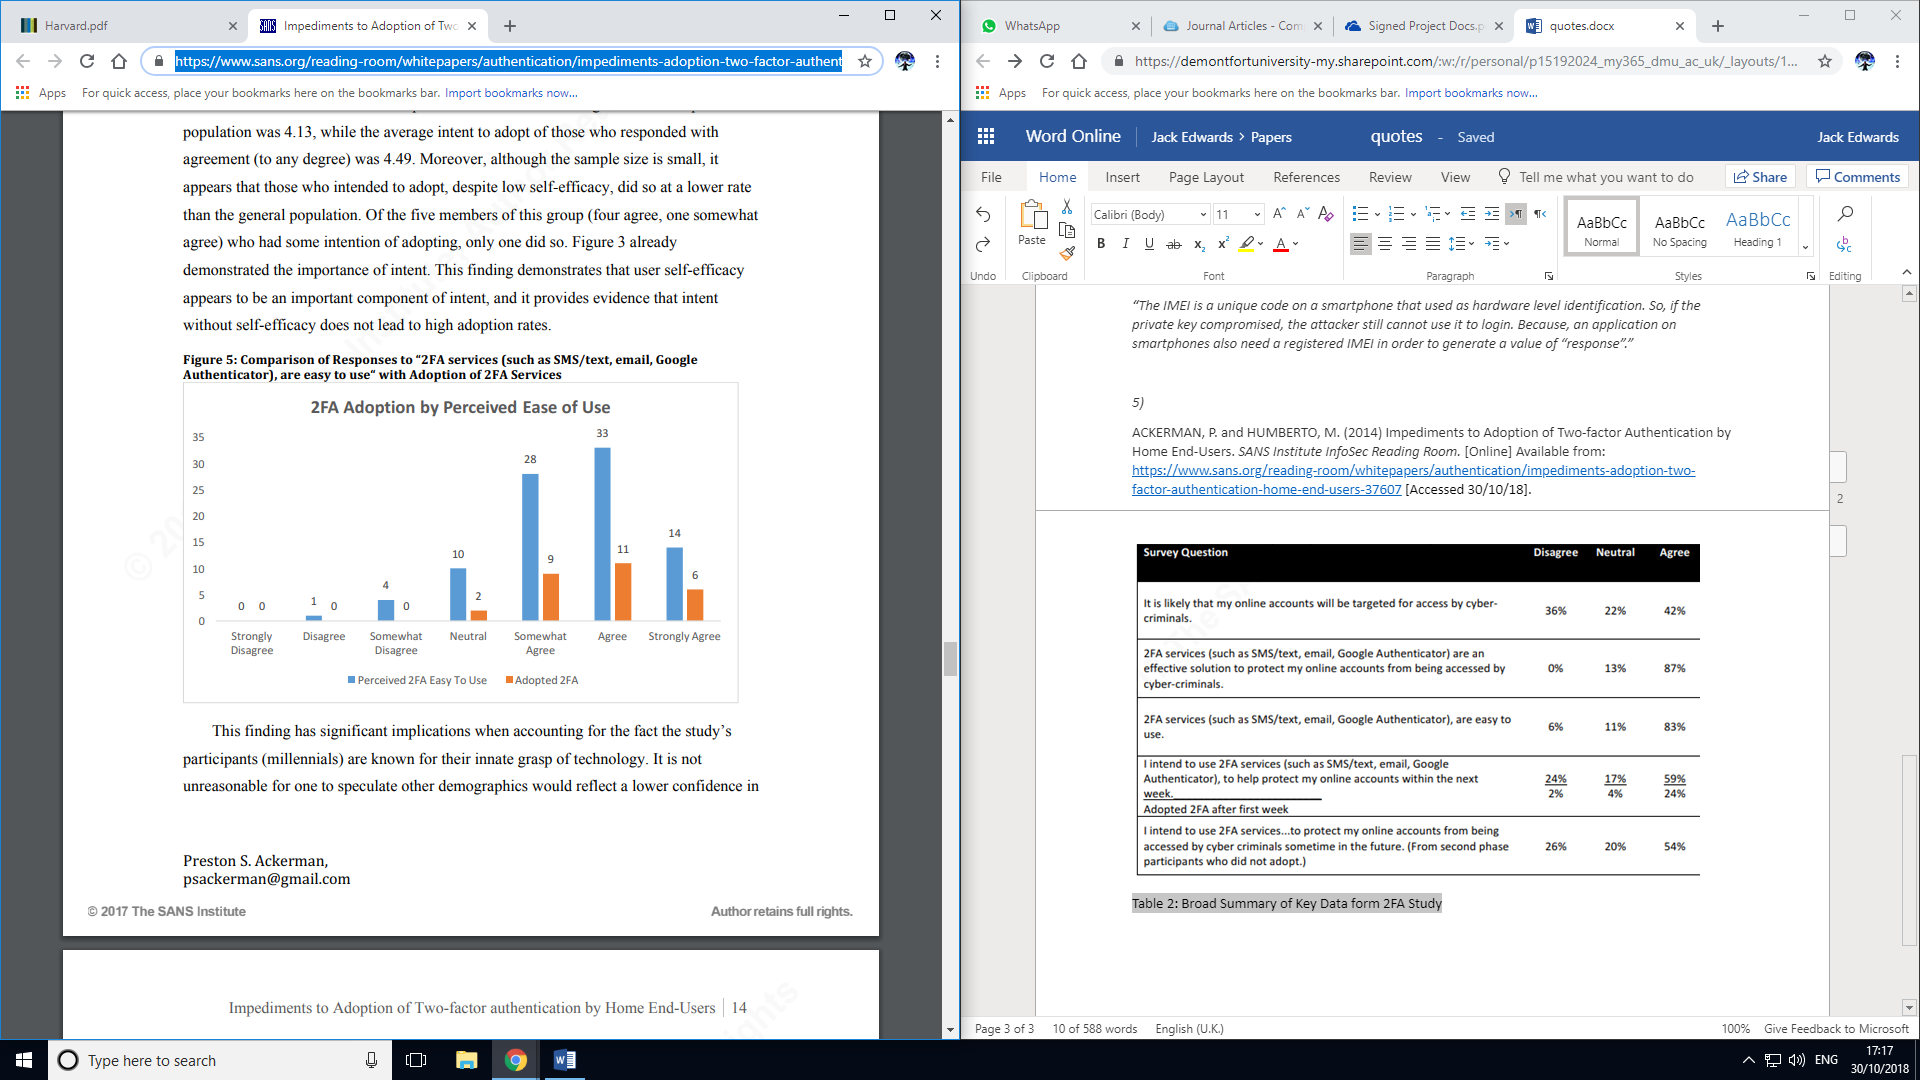 Harvard.pdf
Impediments to Adoption of Two
https://www.sans.org/reading-room/whitepapers/authentication/impediments-adoption-two-factor-authent
Apps For quick access, place your bookmarks here on the bookmarks bar. Import bookmarks now...
population was 4.13, while the average intent to adopt of those who responded with
agreement (to any degree) was 4.49. Moreover, although the sample size is small, it
appears that those who intended to adopt, despite low self-efficacy, did so at a lower rate
than the general population. Of the five members of this group (four agree, one somewhat
agree) who had some intention of adopting, only one did so. Figure 3 already
demonstrated the importance of intent. This finding demonstrates that user self-efficacy
appears to be an important component of intent, and it provides evidence that intent
without self-efficacy does not lead to high adoption rates.
Figure 5: Comparison of Responses to “2FA services (such as SMS/text, email, Google
Authenticator), are easy to use“ with Adoption of 2FA Services
2FA Adoption by Perceived Ease of Use
35
30
25
20
15
10
5
0
0 0
1 0
4 0
10 2
28 9
33 11
14 6
Strongly Disagree
Disagree
Somewhat Disagree
Neutral
Somewhat Agree
Agree
Strongly Agree
Perceived 2FA Easy To Use Adopted 2FA
This finding has significant implications when accounting for the fact the study’s
participants (millennials) are known for their innate grasp of technology. It is not
unreasonable for one to speculate other demographics would reflect a lower confidence in
Preston S. Ackerman,
psackerman@gmail.com
© 2017 The SANS Institute Author retains full rights.
Impediments to Adoption of Two-factor authentication by Home End-Users 14
WhatsApp
Journal Articles - Com
Signed Project Docs.p
quotes.docx
https://demontfortuniversity-my.sharepoint.com/:w:/r/personal/p15192024_my365_dmu_ac_uk/_layouts/1...
Apps For quick access, place your bookmarks here on the bookmarks bar. Import bookmarks now...
Word Online Jack Edwards > Papers quotes - Saved Jack Edwards
File Home Insert Page Layout References Review View Tell me what you want to do Share Comments
Paste
Calibri (Body) 11
B I U ab x₂ x² A
AaBbCc Normal
AaBbCc No Spacing
AaBbCc Heading 1
Undo Clipboard Font Paragraph Styles Editing
“The IMEI is a unique code on a smartphone that used as hardware level identification. So, if the
private key compromised, the attacker still cannot use it to login. Because, an application on
smartphones also need a registered IMEI in order to generate a value of “response”.”
5)
ACKERMAN, P. and HUMBERTO, M. (2014) Impediments to Adoption of Two-factor Authentication by
Home End-Users. SANS Institute InfoSec Reading Room. [Online] Available from:
https://www.sans.org/reading-room/whitepapers/authentication/impediments-adoption-two-
factor-authentication-home-end-users-37607 [Accessed 30/10/18].
2
Survey Question Disagree Neutral Agree
It is likely that my online accounts will be targeted for access by cyber-
criminals. 36% 22% 42%
2FA services (such as SMS/text, email, Google Authenticator) are an
effective solution to protect my online accounts from being accessed by 0% 13% 87%
cyber-criminals.
2FA services (such as SMS/text, email, Google Authenticator), are easy to
use. 6% 11% 83%
I intend to use 2FA services (such as SMS/text, email, Google
Authenticator), to help protect my online accounts within the next 24% 17% 59%
week. 2% 4% 24%
Adopted 2FA after first week
I intend to use 2FA services...to protect my online accounts from being
accessed by cyber criminals sometime in the future. (From second phase 26% 20% 54%
participants who did not adopt.)
Table 2: Broad Summary of Key Data form 2FA Study
Page 3 of 3 10 of 588 words English (U.K.) 100% Give Feedback to Microsoft
Type here to search
ENG
17:17
30/10/2018